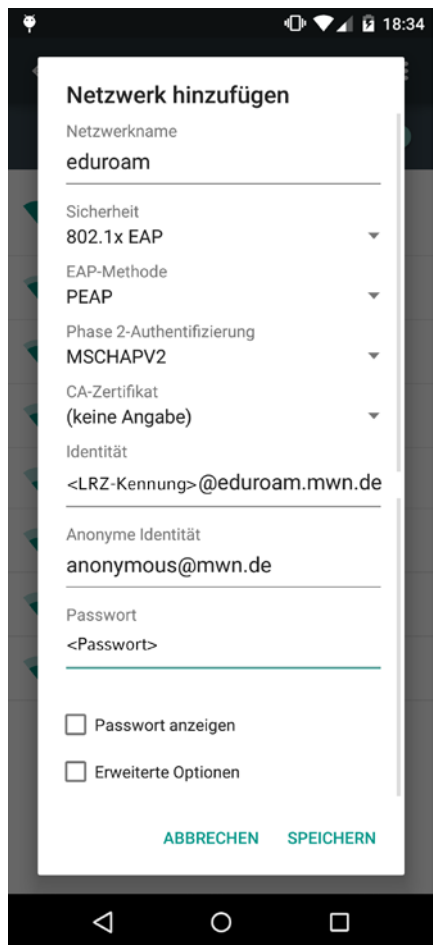 18:34
Netzwerk hinzufügen
Netzwerkname
eduroam
Sicherheit
802.1x EAP
EAP-Methode
PEAP
Phase 2-Authentifizierung
MSCHAPV2
CA-Zertifikat
(keine Angabe)
Identität
<LRZ-Kennung>@eduroam.mwn.de
Anonyme Identität
anonymous@mwn.de
Passwort
<Passwort>
Passwort anzeigen
Erweiterte Optionen
ABBRECHEN SPEICHERN